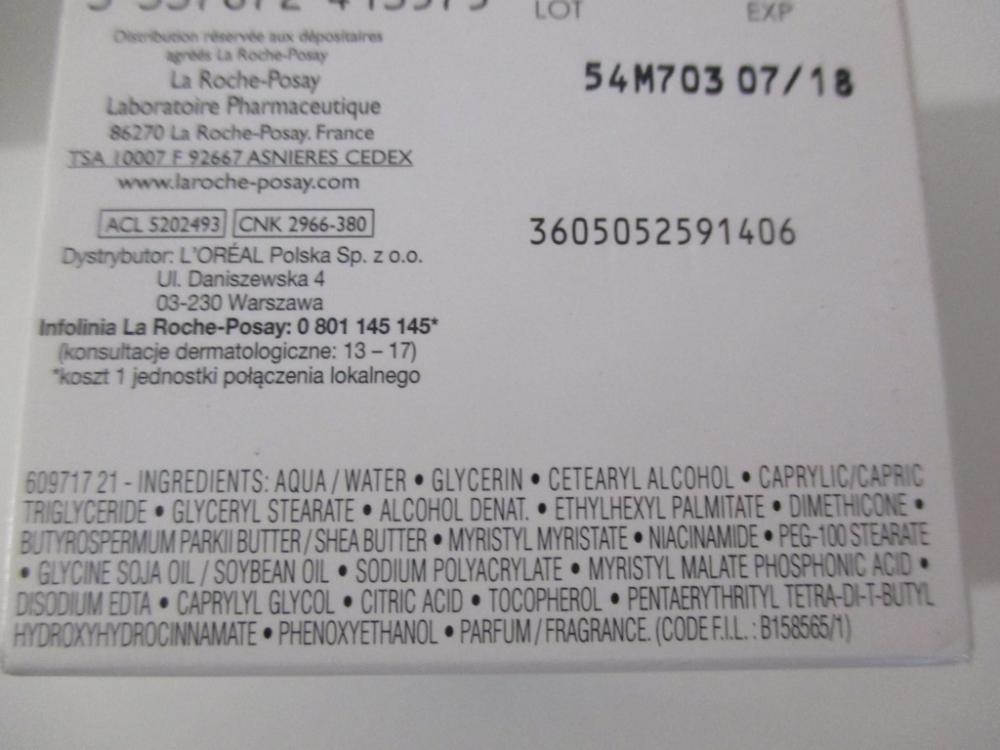 LOT EXP
Distribution réservée aux dépositaires
agréés La Roche-Posay
La Roche-Posay
Laboratoire Pharmaceutique
86270 La Roche-Posay. France
TSA 10007 F 92667 ASNIERES CEDEX
www.laroche-posay.com
ACL 5202493 CNK 2966-380
Dystrybutor: L'ORÉAL Polska Sp. z o.o.
Ul. Daniszewska 4
03-230 Warszawa
Infolinia La Roche-Posay: 0 801 145 145*
(konsultacje dermatologiczne: 13 – 17)
*koszt 1 jednostki połączenia lokalnego
54M703 07/18
3605052591406
609717 21 - INGREDIENTS: AQUA / WATER • GLYCERIN • CETEARYL ALCOHOL • CAPRYLIC/CAPRIC
TRIGLYCERIDE • GLYCERYL STEARATE • ALCOHOL DENAT. • ETHYLHEXYL PALMITATE • DIMETHICONE •
BUTYROSPERMUM PARKII BUTTER / SHEA BUTTER • MYRISTYL MYRISTATE • NIACINAMIDE • PEG-100 STEARATE
• GLYCINE SOJA OIL / SOYBEAN OIL • SODIUM POLYACRYLATE • MYRISTYL MALATE PHOSPHONIC ACID •
DISODIUM EDTA • CAPRYLYL GLYCOL • CITRIC ACID • TOCOPHEROL • PENTAERYTHRITYL TETRA-DI-T-BUTYL
HYDROXYHYDROCINNAMATE • PHENOXYETHANOL • PARFUM / FRAGRANCE. (CODE F.I.L. : B158565/1)